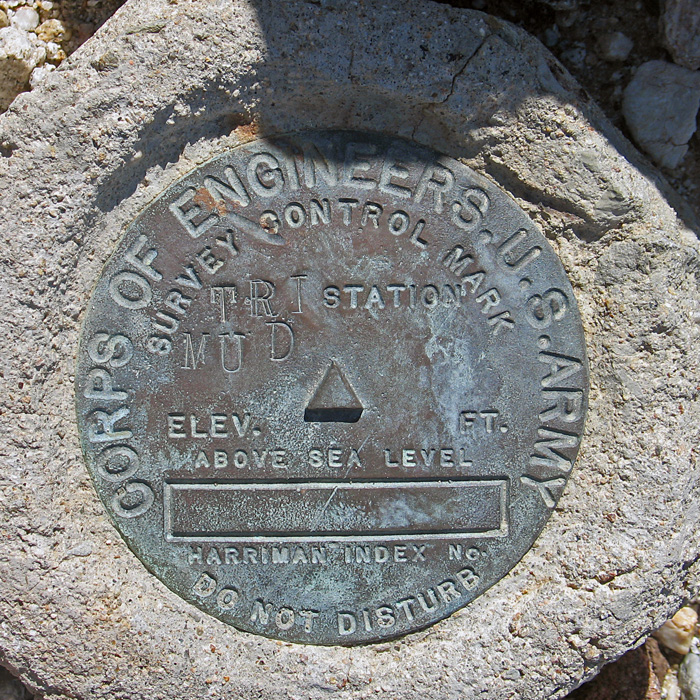 CORPS OF ENGINEERS. U. S. ARMY
SURVEY CONTROL MARK
TRI STATION
MUD
ELEV. FT.
ABOVE SEA LEVEL
HARRIMAN INDEX No.
DO NOT DISTURB